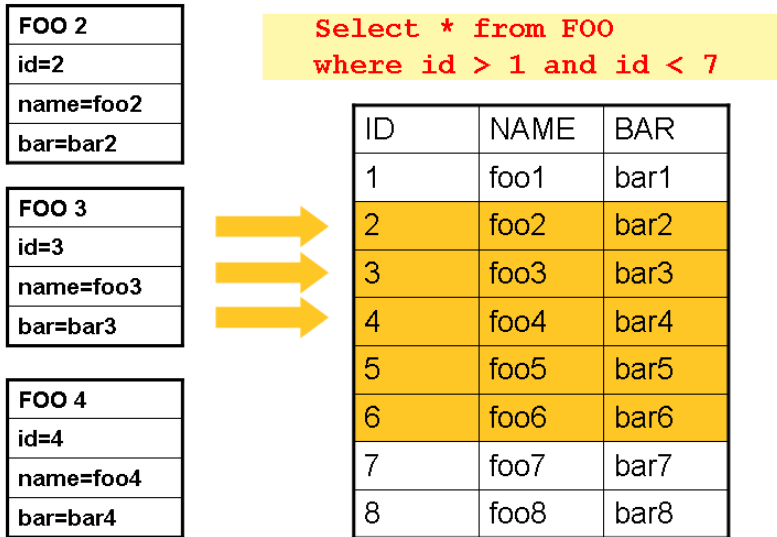 FOO 2
id=2
name=foo2
bar=bar2
FOO 3
id=3
name=foo3
bar=bar3
FOO 4
id=4
name=foo4
bar=bar4
Select * from FOO
where id > 1 and id < 7
ID NAME BAR
1 foo1 bar1
2 foo2 bar2
3 foo3 bar3
4 foo4 bar4
5 foo5 bar5
6 foo6 bar6
7 foo7 bar7
8 foo8 bar8